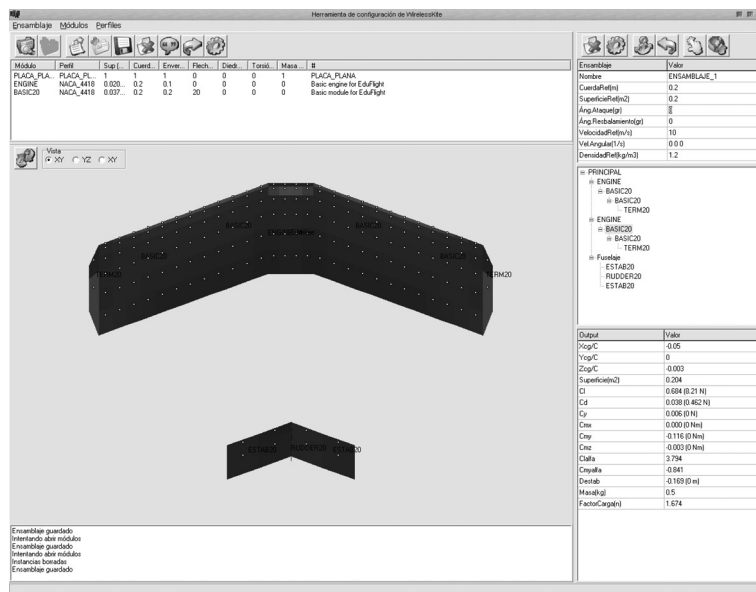 Herramienta de configuración de WirelessKite
Ensamblaje Módulos Perfiles
Módulo Perfil Sup (... Cuerd... Enver... Flech... Diedr... Torsió... Masa ... #
PLACA_PLA... PLACA_PL... 1 1 1 0 0 0 1 PLACA_PLANA
ENGINE NACA_4418 0.020... 0.2 0.1 0 0 0 0 Basic engine for EduFlight
BASIC20 NACA_4418 0.037... 0.2 0.2 20 0 0 0 Basic module for EduFlight
Vista
XY YZ XY
BASIC20 BASIC20
BASIC20 BASIC20
TERM20
ESTAB20 RUDDER20 ESTAB20
Ensamblaje guardado
Intentando abrir módulos
Ensamblaje guardado
Intentando abrir módulos
Instancias borradas
Ensamblaje guardado
Ensamblaje Valor
Nombre ENSAMBLAJE_1
CuerdaRef(m) 0.2
SuperficieRef(m2) 0.2
Áng.Ataque(gr)
Áng.Resbalamiento(gr) 0
VelocidadRef(m/s) 10
Vel.Angular(1/s) 0 0 0
DensidadRef(kg/m3) 1.2
PRINCIPAL
ENGINE
BASIC20
BASIC20
TERM20
ENGINE
BASIC20
BASIC20
TERM20
Fuselaje
ESTAB20
RUDDER20
ESTAB20
Output Valor
Xcg/C -0.05
Ycg/C 0
Zcg/C -0.003
Superficie(m2) 0.204
Cl 0.684 (8.21 N)
Cd 0.038 (0.462 N)
Cy 0.006 (0 N)
Cmx 0.000 (0 Nm)
Cmy -0.116 (0 Nm)
Cmz -0.003 (0 Nm)
Clalfa 3.794
Cmyalfa -0.841
Destab -0.169 (0 m)
Masa(kg) 0.5
FactorCarga(n) 1.674